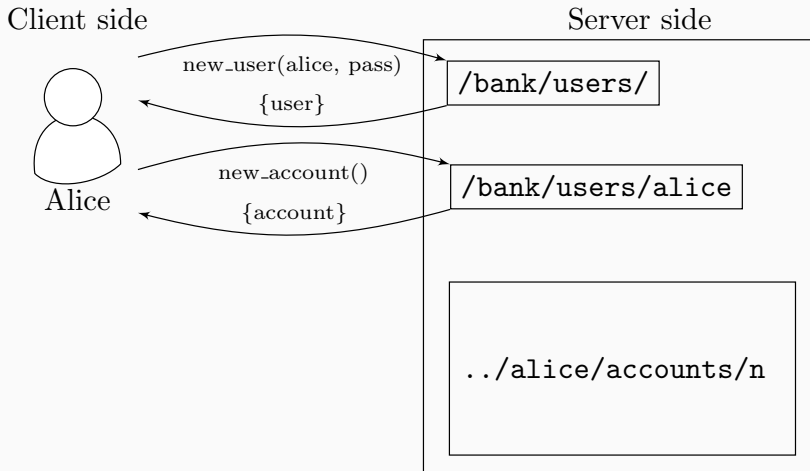 Client side
Server side
new_user(alice, pass)
/bank/users/
{user}
new_account()
/bank/users/alice
Alice
{account}
../alice/accounts/n